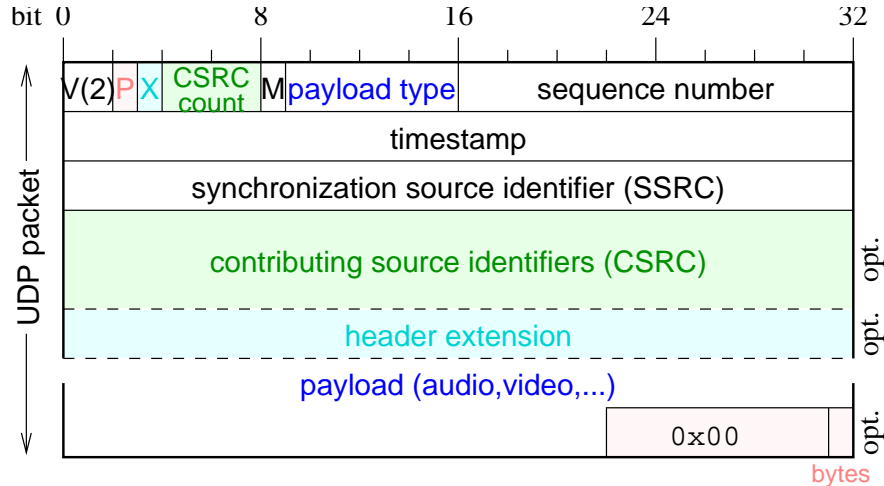 bit 0 8 16 24 32
V(2) P X CSRC count M payload type sequence number
timestamp
synchronization source identifier (SSRC)
contributing source identifiers (CSRC) opt.
header extension opt.
payload (audio,video,...)
0x00 opt.
bytes
UDP packet